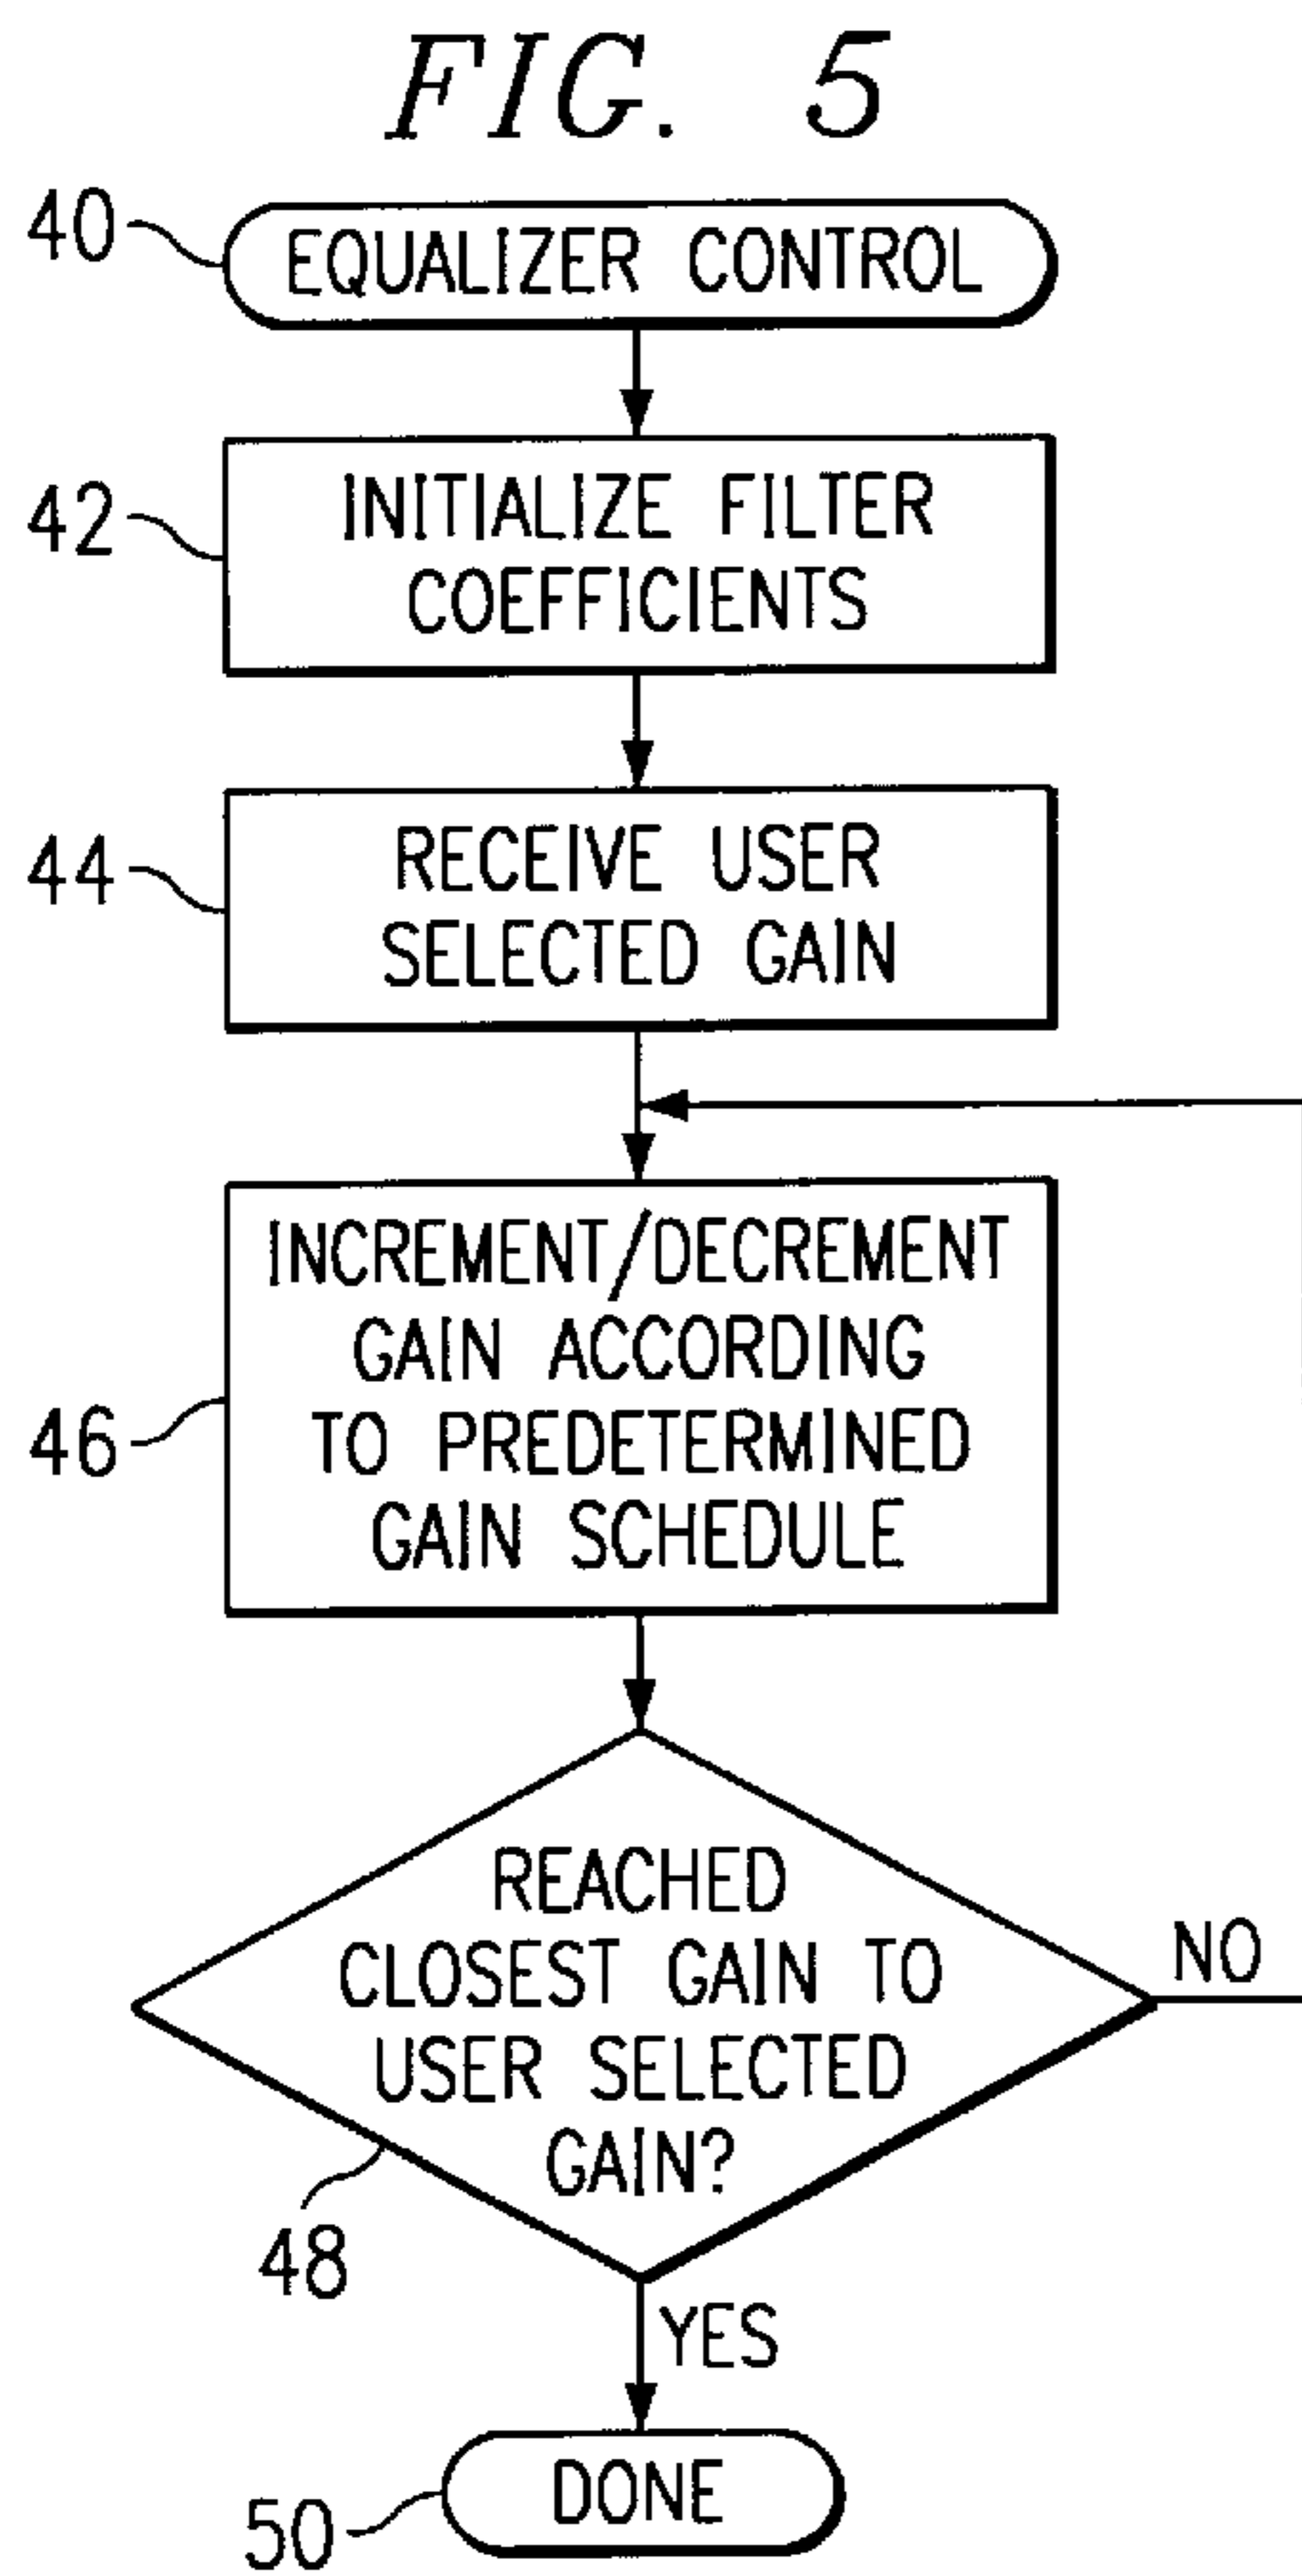 FIG. 5
40
EQUALIZER CONTROL
42
INITIALIZE FILTER
COEFFICIENTS
44
RECEIVE USER
SELECTED GAIN
46
INCREMENT/DECREMENT
GAIN ACCORDING
TO PREDETERMINED
GAIN SCHEDULE
REACHED
CLOSEST GAIN TO
USER SELECTED
GAIN?
NO
48
YES
50
DONE